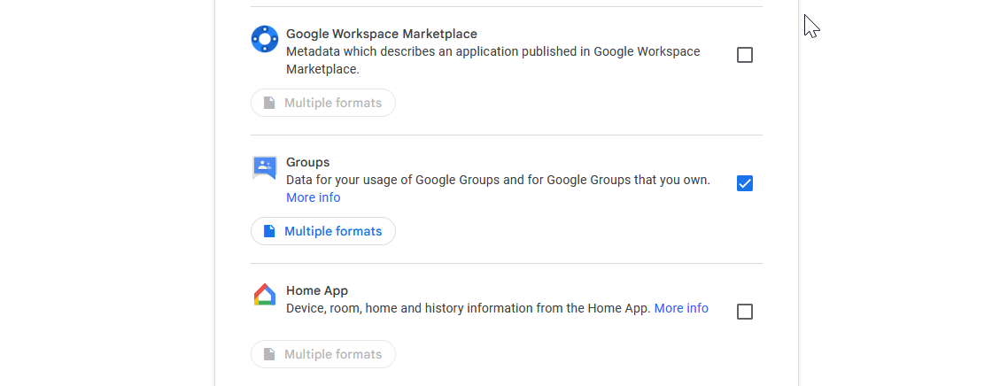 Google Workspace Marketplace
Metadata which describes an application published in Google Workspace
Marketplace.
Multiple formats
Groups
Data for your usage of Google Groups and for Google Groups that you own.
More info
Multiple formats
Home App
Device, room, home and history information from the Home App. More info
Multiple formats